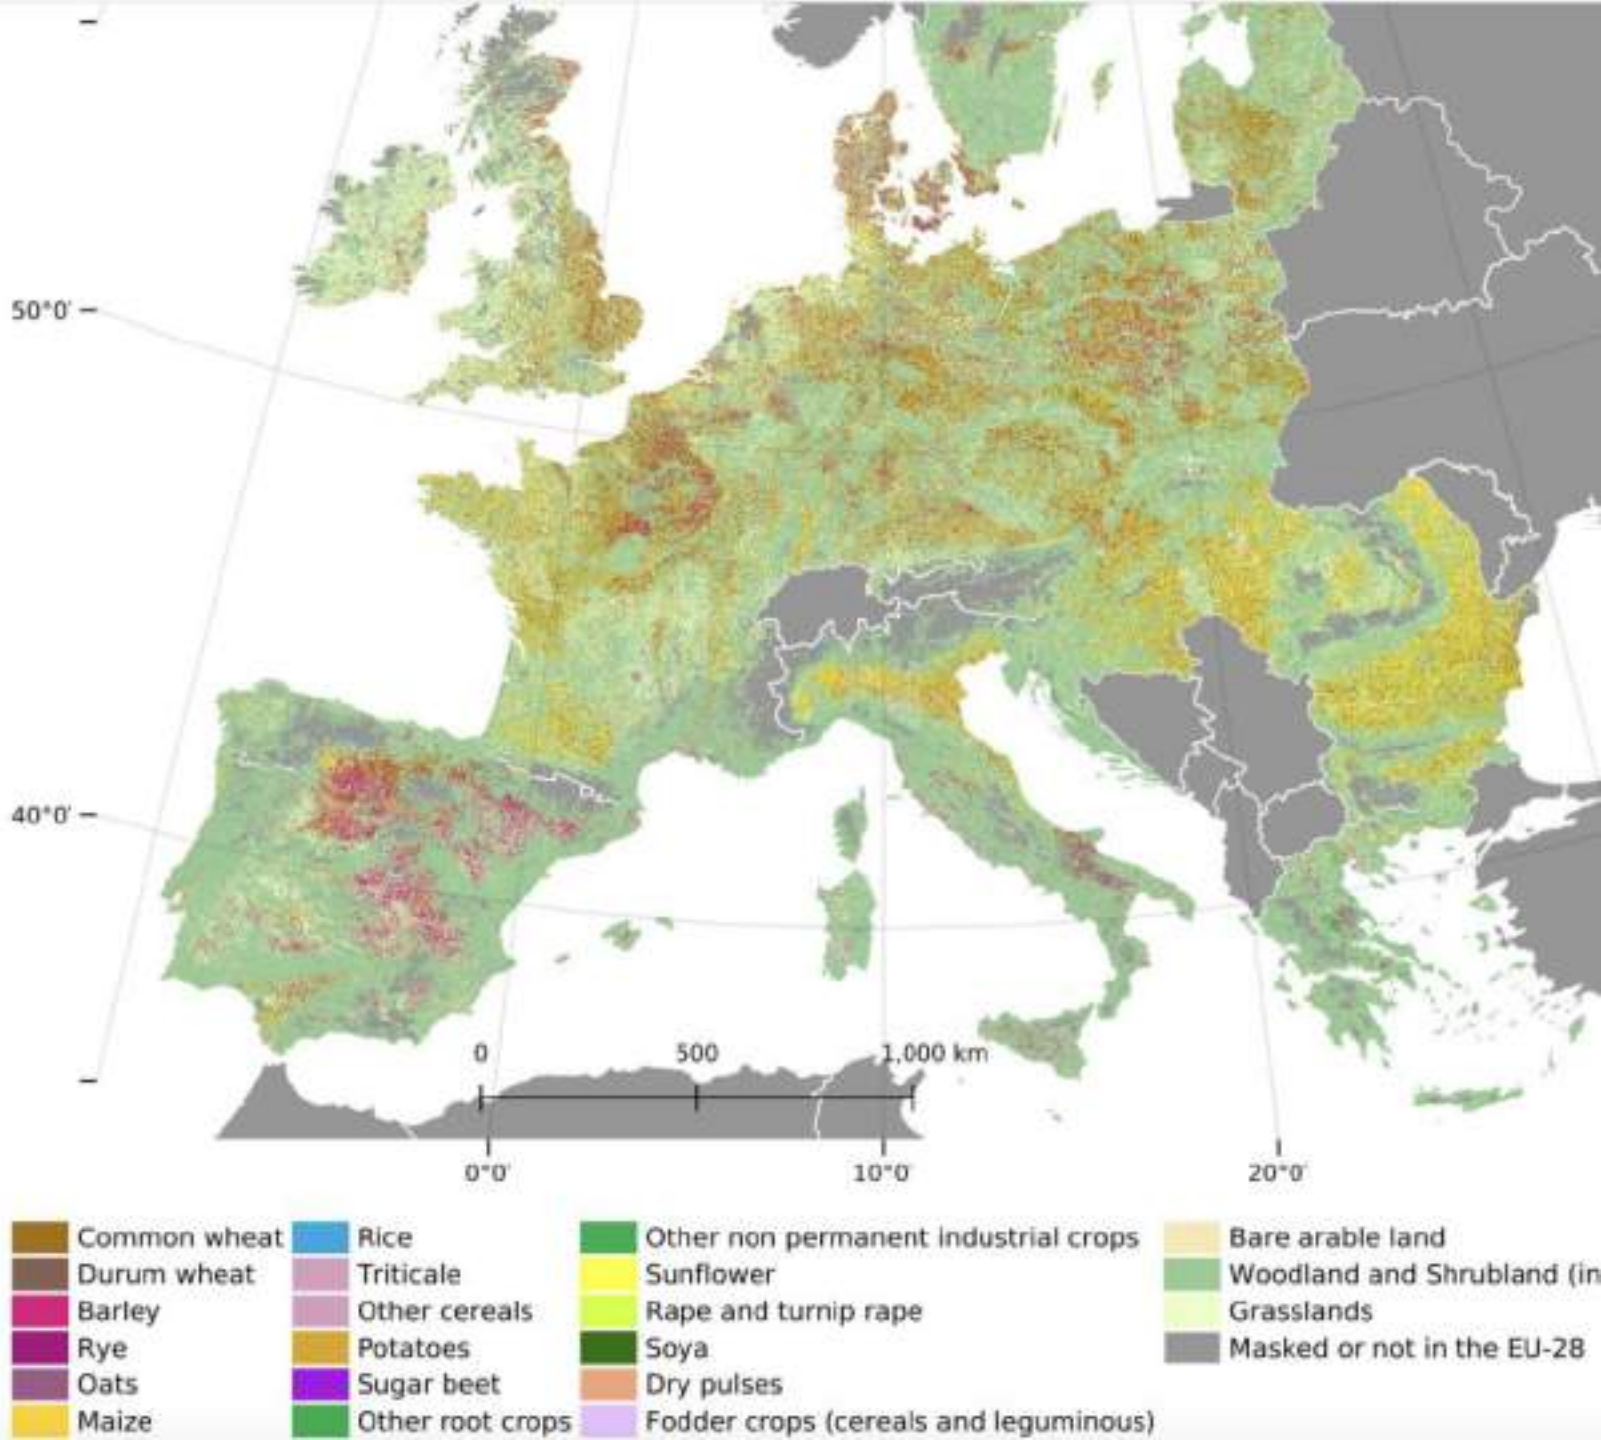 50°0'
40°0'
0 500 1,000 km
0°0' 10°0' 20°0'
Common wheat Rice Other non permanent industrial crops Bare arable land
Durum wheat Triticale Sunflower Woodland and Shrubland (in
Barley Other cereals Rape and turnip rape Grasslands
Rye Potatoes Soya Masked or not in the EU-28
Oats Sugar beet Dry pulses
Maize Other root crops Fodder crops (cereals and leguminous)